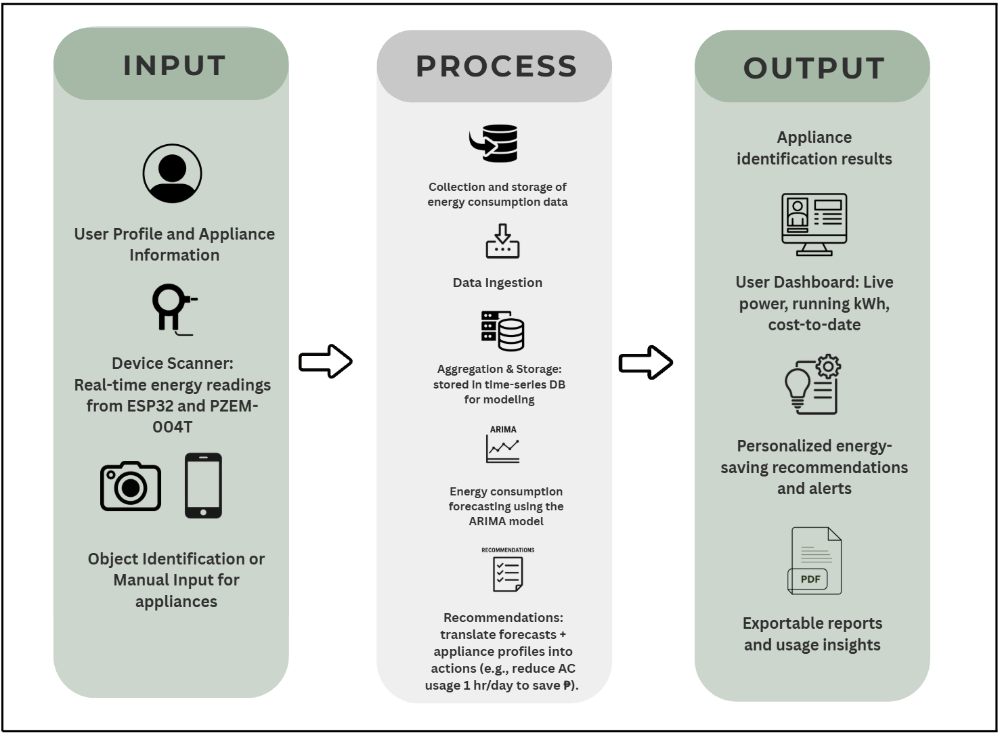 INPUT
User Profile and Appliance
Information
Device Scanner:
Real-time energy readings
from ESP32 and PZEM-
004T
Object Identification or
Manual Input for
appliances
PROCESS
Collection and storage of
energy consumption data
Data Ingestion
Aggregation & Storage:
stored in time-series DB
for modeling
ARIMA
Energy consumption
forecasting using the
ARIMA model
RECOMMENDATIONS
Recommendations:
translate forecasts +
appliance profiles into
actions (e.g., reduce AC
usage 1 hr/day to save ₱).
OUTPUT
Appliance
identification results
User Dashboard: Live
power, running kWh,
cost-to-date
Personalized energy-
saving recommendations
and alerts
PDF
Exportable reports
and usage insights